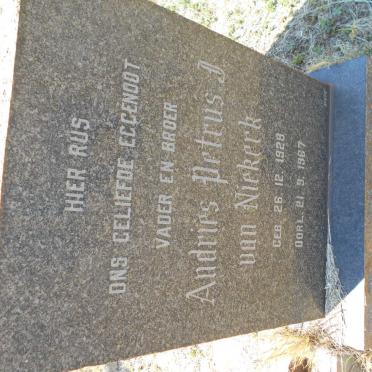 HIER RUS
ONS GELIEFDE EGGENOOT
VADER EN BROER
Andries Petrus J
van Niekerk
GEB. 26. 12. 1928
OORL. 21. 9. 1967